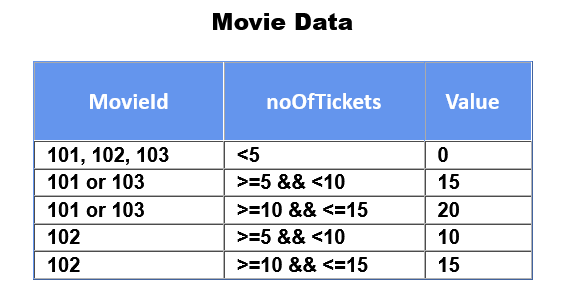 Movie Data
MovieId noOfTickets Value
101, 102, 103 <5 0
101 or 103 >=5 && <10 15
101 or 103 >=10 && <=15 20
102 >=5 && <10 10
102 >=10 && <=15 15